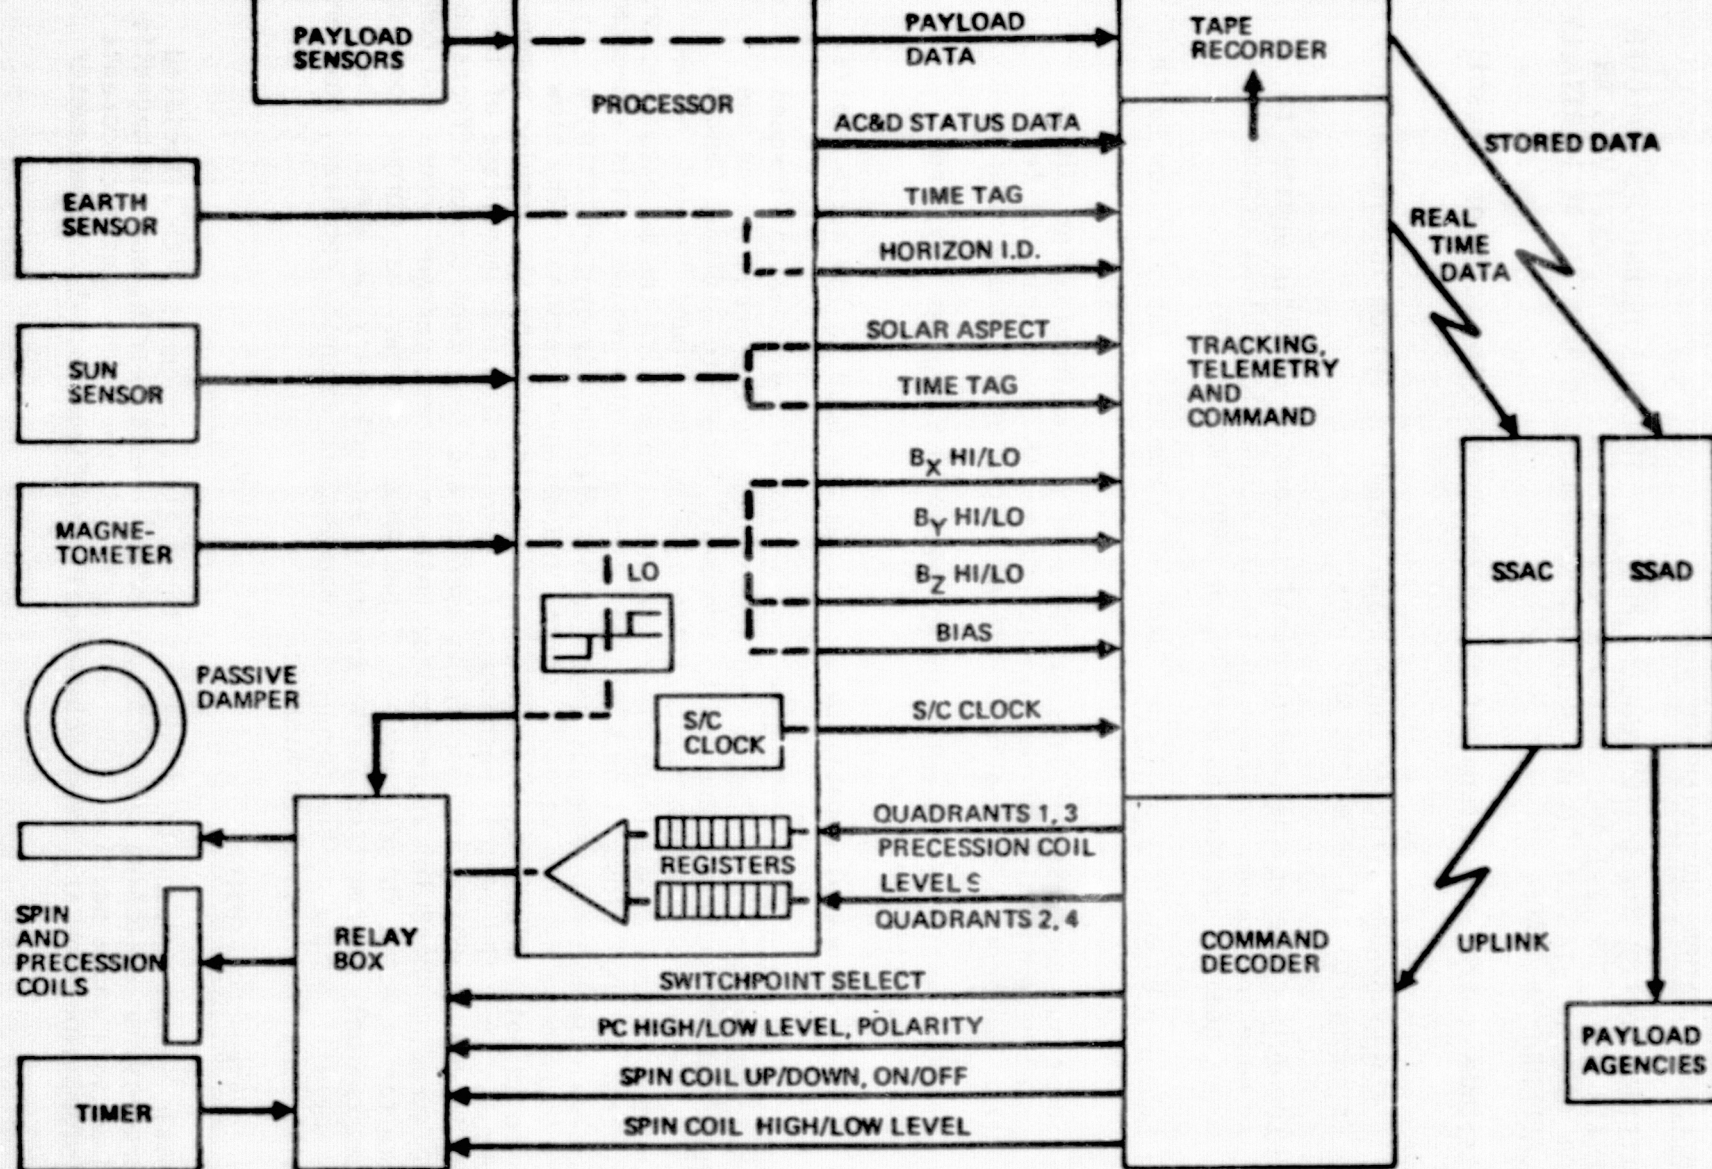 PAYLOAD
SENSORS
PROCESSOR
PAYLOAD
DATA
TAPE
RECORDER
AC&D STATUS DATA
STORED DATA
EARTH
SENSOR
TIME TAG
HORIZON I.D.
REAL
TIME
DATA
SUN
SENSOR
SOLAR ASPECT
TIME TAG
TRACKING,
TELEMETRY
AND
COMMAND
MAGNE-
TOMETER
LO
BX HI/LO
BY HI/LO
BZ HI/LO
BIAS
SSAC
SSAD
PASSIVE
DAMPER
S/C
CLOCK
S/C CLOCK
QUADRANTS 1, 3
PRECESSION COIL
LEVELS
QUADRANTS 2, 4
REGISTERS
SPIN
AND
PRECESSION
COILS
RELAY
BOX
COMMAND
DECODER
UPLINK
SWITCHPOINT SELECT
PC HIGH/LOW LEVEL, POLARITY
SPIN COIL UP/DOWN, ON/OFF
SPIN COIL HIGH/LOW LEVEL
TIMER
PAYLOAD
AGENCIES